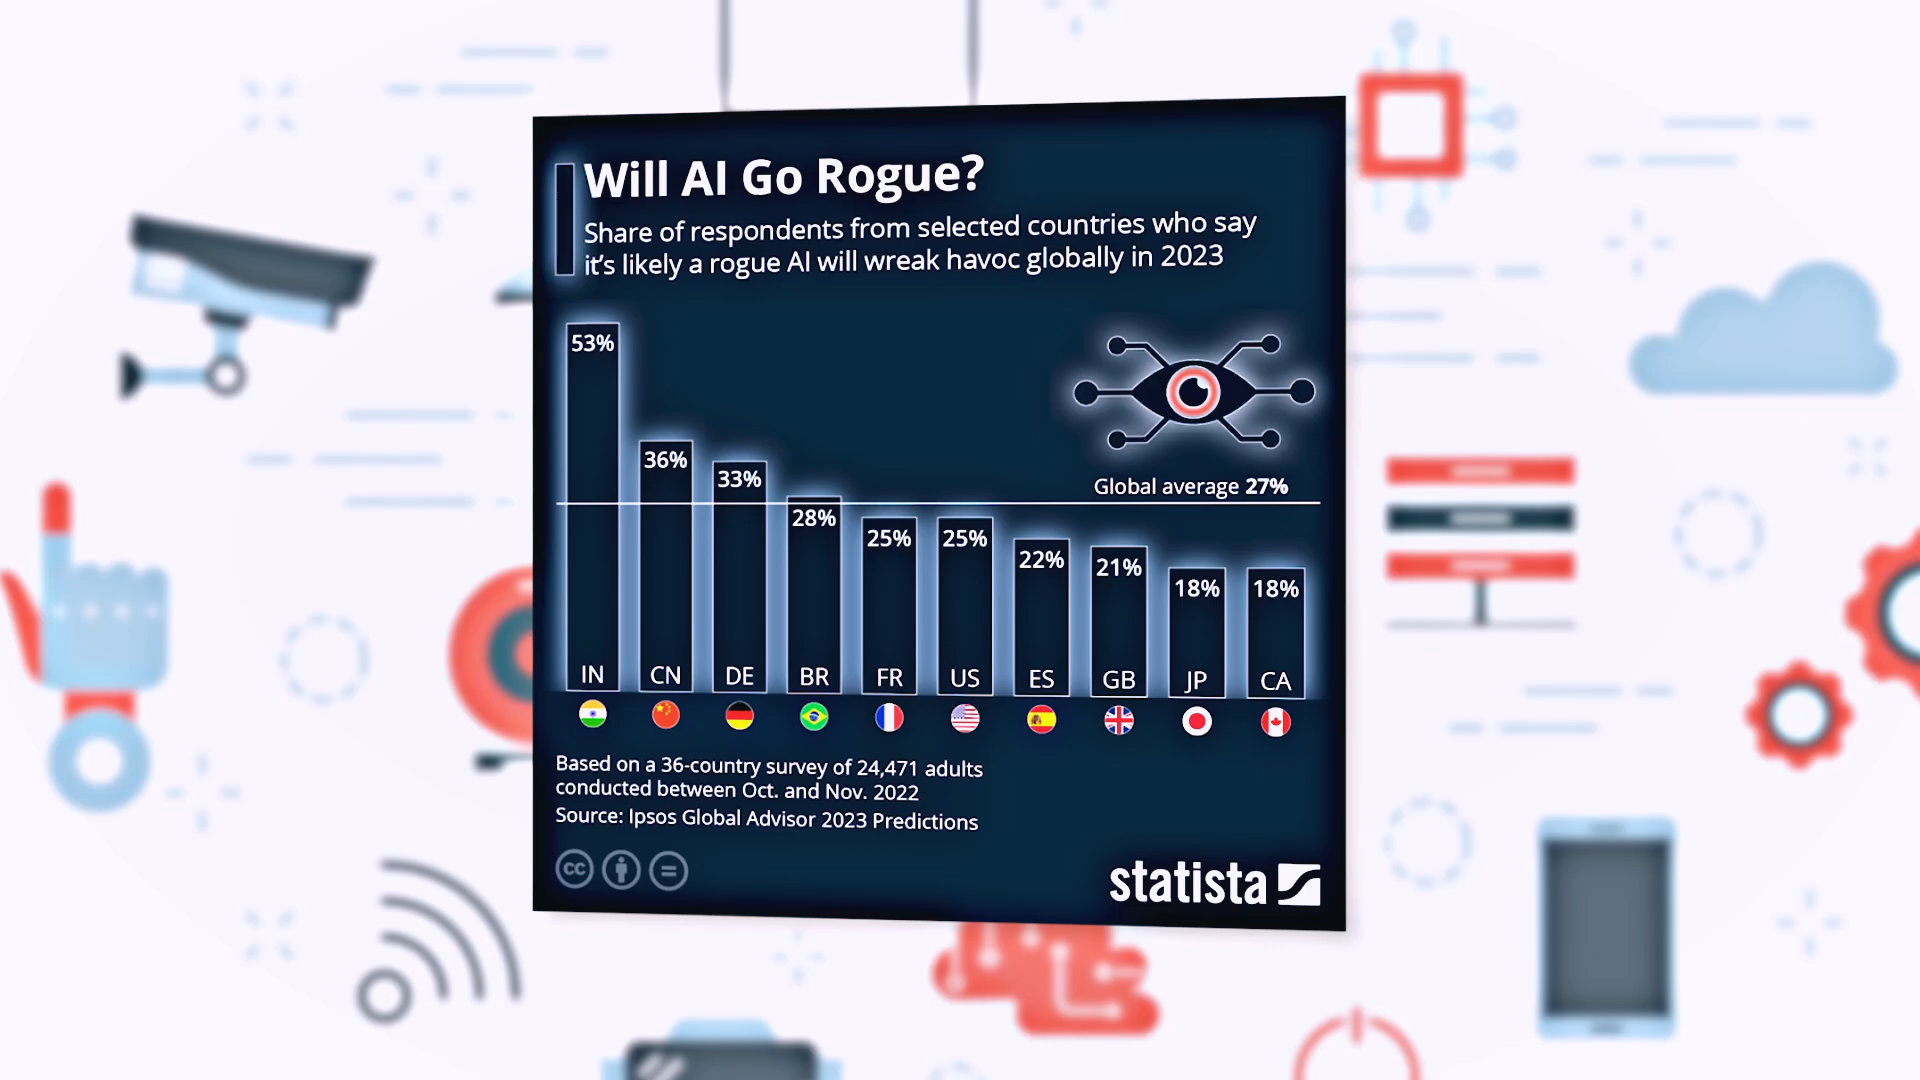 Will AI Go Rogue?
Share of respondents from selected countries who say
it's likely a rogue AI will wreak havoc globally in 2023
53%
36%
33%
28%
25%
25%
22%
21%
18%
18%
Global average 27%
IN
CN
DE
BR
FR
US
ES
GB
JP
CA
Based on a 36-country survey of 24,471 adults
conducted between Oct. and Nov. 2022
Source: Ipsos Global Advisor 2023 Predictions
cc
statista